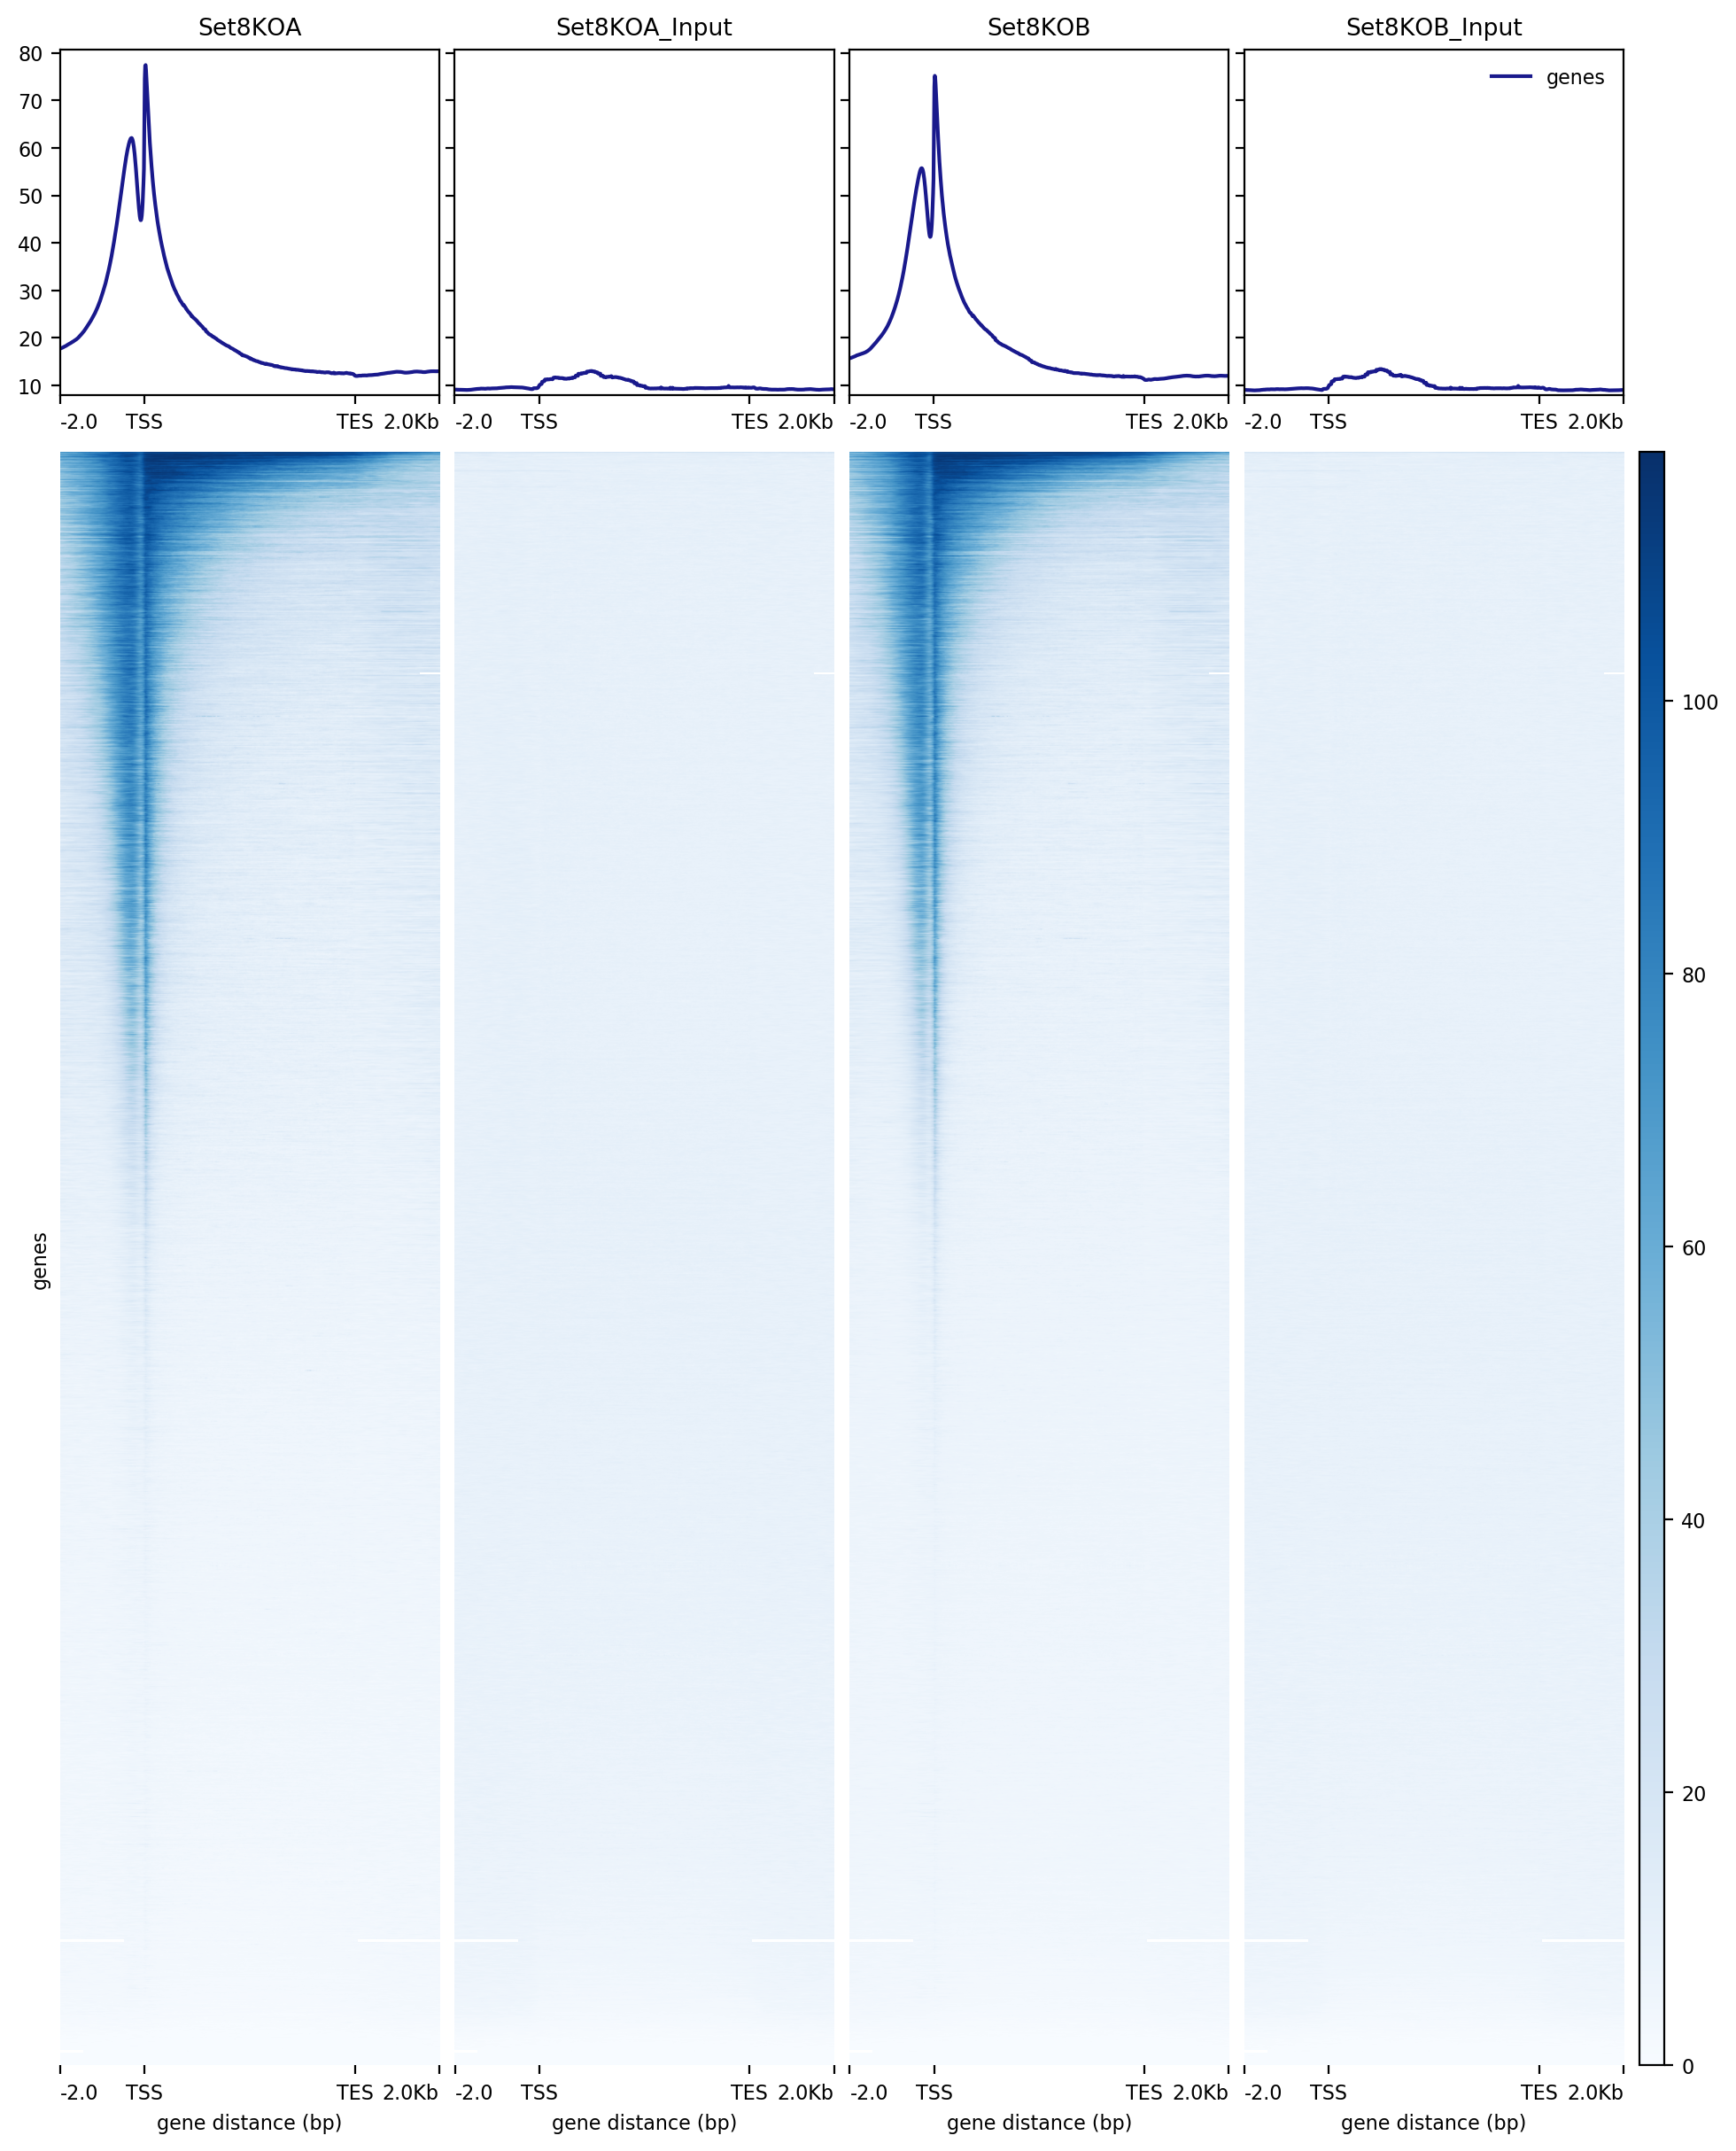 Set8KOA Set8KOA_Input Set8KOB Set8KOB_Input
80
70
60
50
40
30
20
10
genes
-2.0 TSS TES 2.0Kb -2.0 TSS TES 2.0Kb -2.0 TSS TES 2.0Kb -2.0 TSS TES 2.0Kb
genes
100
80
60
40
20
0
-2.0 TSS TES 2.0Kb -2.0 TSS TES 2.0Kb -2.0 TSS TES 2.0Kb -2.0 TSS TES 2.0Kb
gene distance (bp) gene distance (bp) gene distance (bp) gene distance (bp)